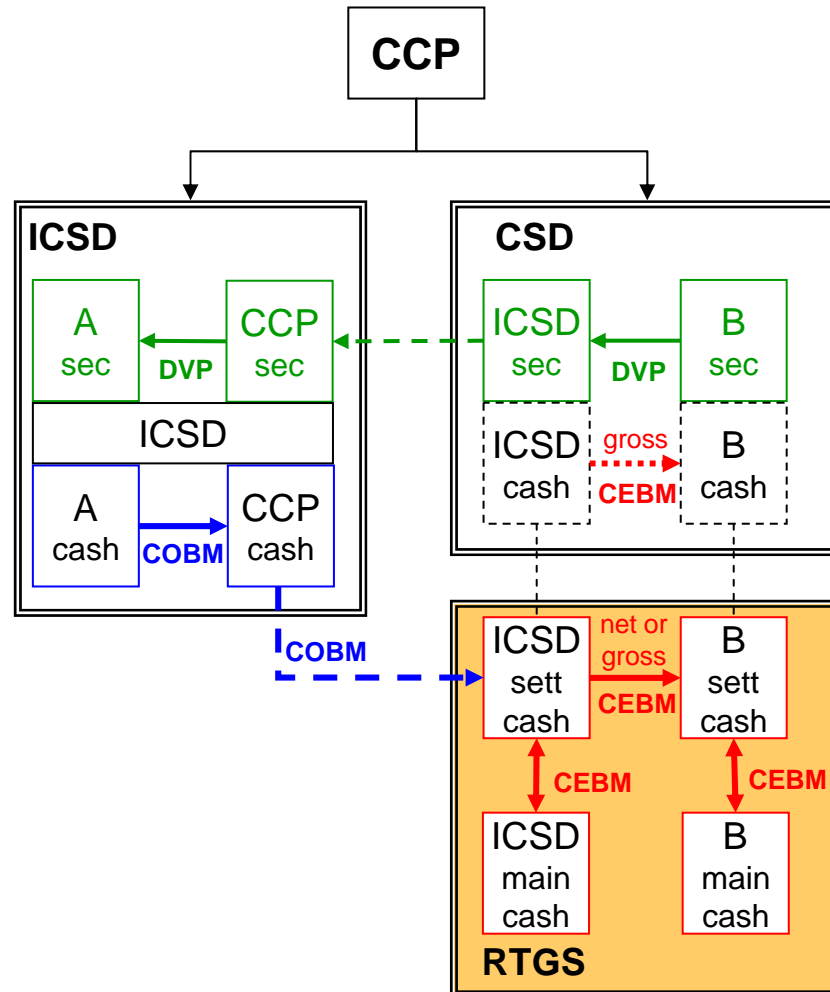 CCP
ICSD
A
sec
DVP
CCP
sec
ICSD
A
cash
COBM
CCP
cash
COBM
CSD
ICSD
sec
DVP
B
sec
ICSD
cash
gross
CEBM
B
cash
ICSD
sett
cash
net or
gross
CEBM
B
sett
cash
CEBM
CEBM
ICSD
main
cash
B
main
cash
RTGS